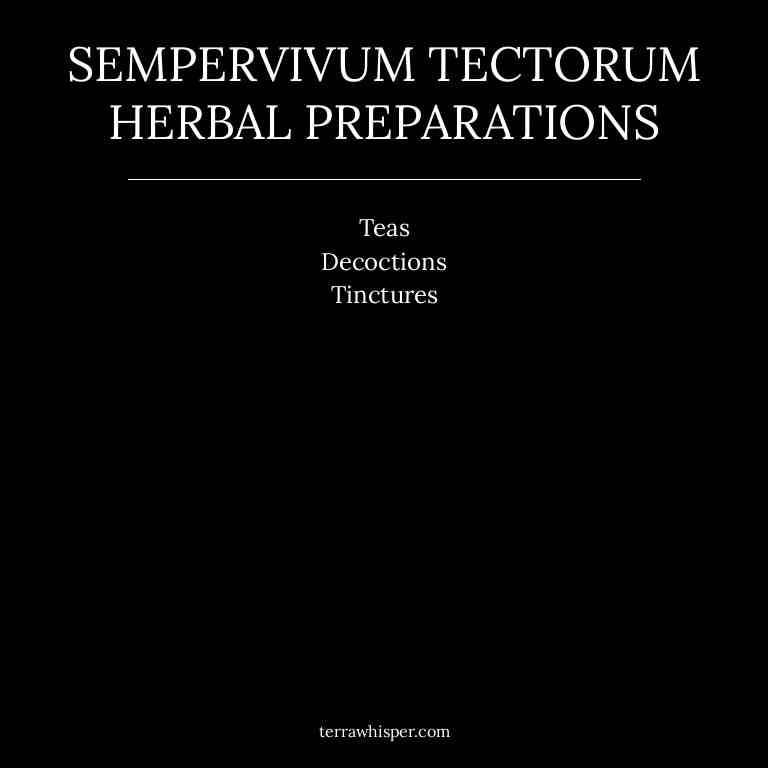 SEMPERVIVUM TECTORUM
HERBAL PREPARATIONS
Teas
Decoctions
Tinctures
terrawhisper.com